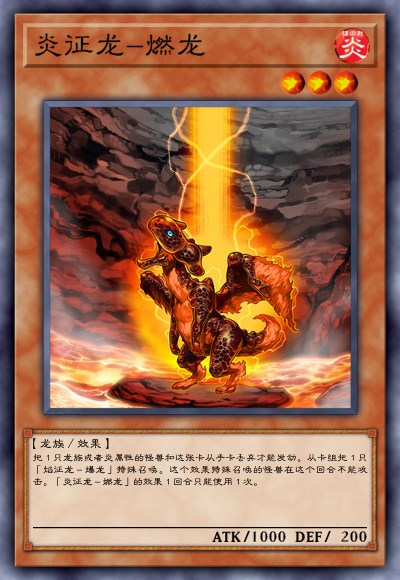 炎征龙－燃龙
ほのお
炎
【龙族／效果】
把1只龙族或者炎属性的怪兽和这张卡从手卡丢弃才能发动。从卡组把1只
「焰征龙－爆龙」特殊召唤。这个效果特殊召唤的怪兽在这个回合不能攻
击。「炎征龙－燃龙」的效果1回合只能使用1次。
ATK/1000 DEF/ 200